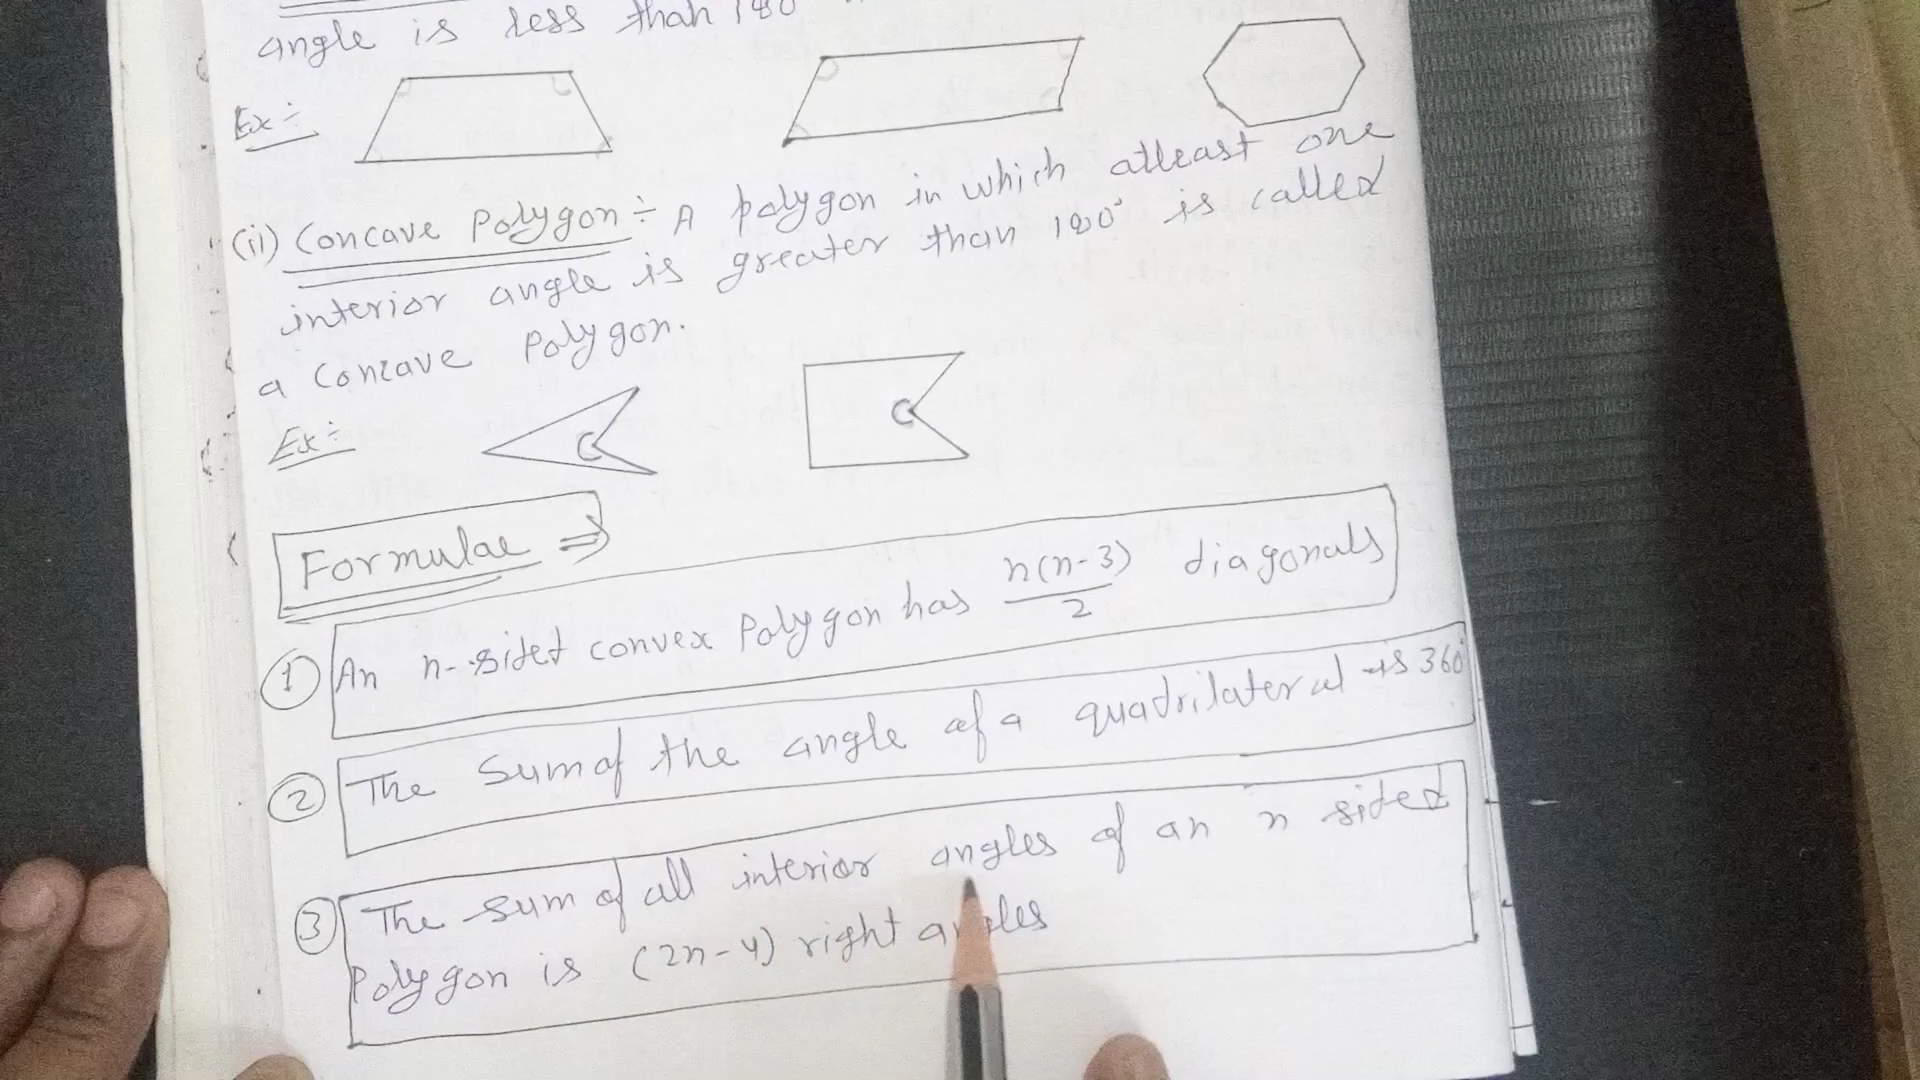 angle is less than 180°
Ex÷
(ii) Concave Polygon ÷ A polygon in which atleast one
interior angle is greater than 180° is called
a Concave Polygon.
Ex÷
Formulae ⇒
① An n-sided convex Polygon has n(n-3)/2 diagonals
② The Sum of the angle of a quadrilateral is 360°
③ The sum of all interior angles of an n sided
Polygon is (2n-4) right angles